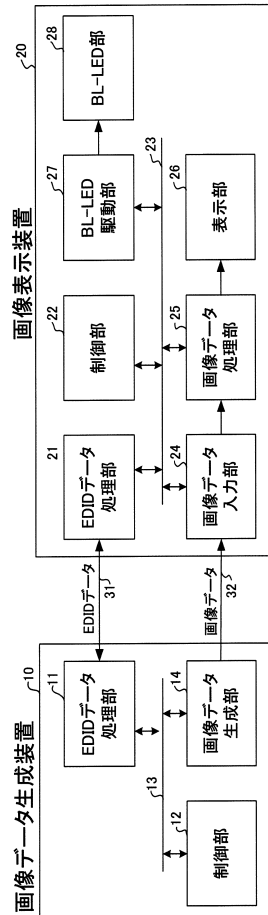 画像データ生成装置
10
11
EDIDデータ
処理部
13
12
制御部
14
画像データ
生成部
EDIDデータ
31
画像データ
32
画像表示装置
20
21
EDIDデータ
処理部
22
制御部
27
BL-LED
駆動部
28
BL-LED部
23
24
画像データ
入力部
25
画像データ
処理部
26
表示部